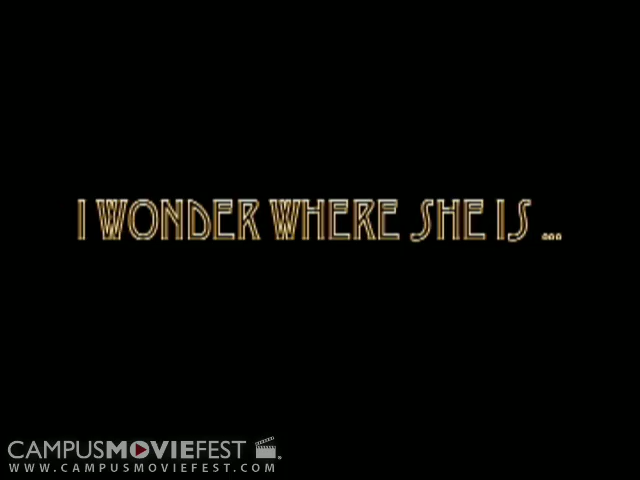 I WONDER WHERE SHE IS ...
CAMPUSMOVIEFEST
WWW.CAMPUSMOVIEFEST.COM